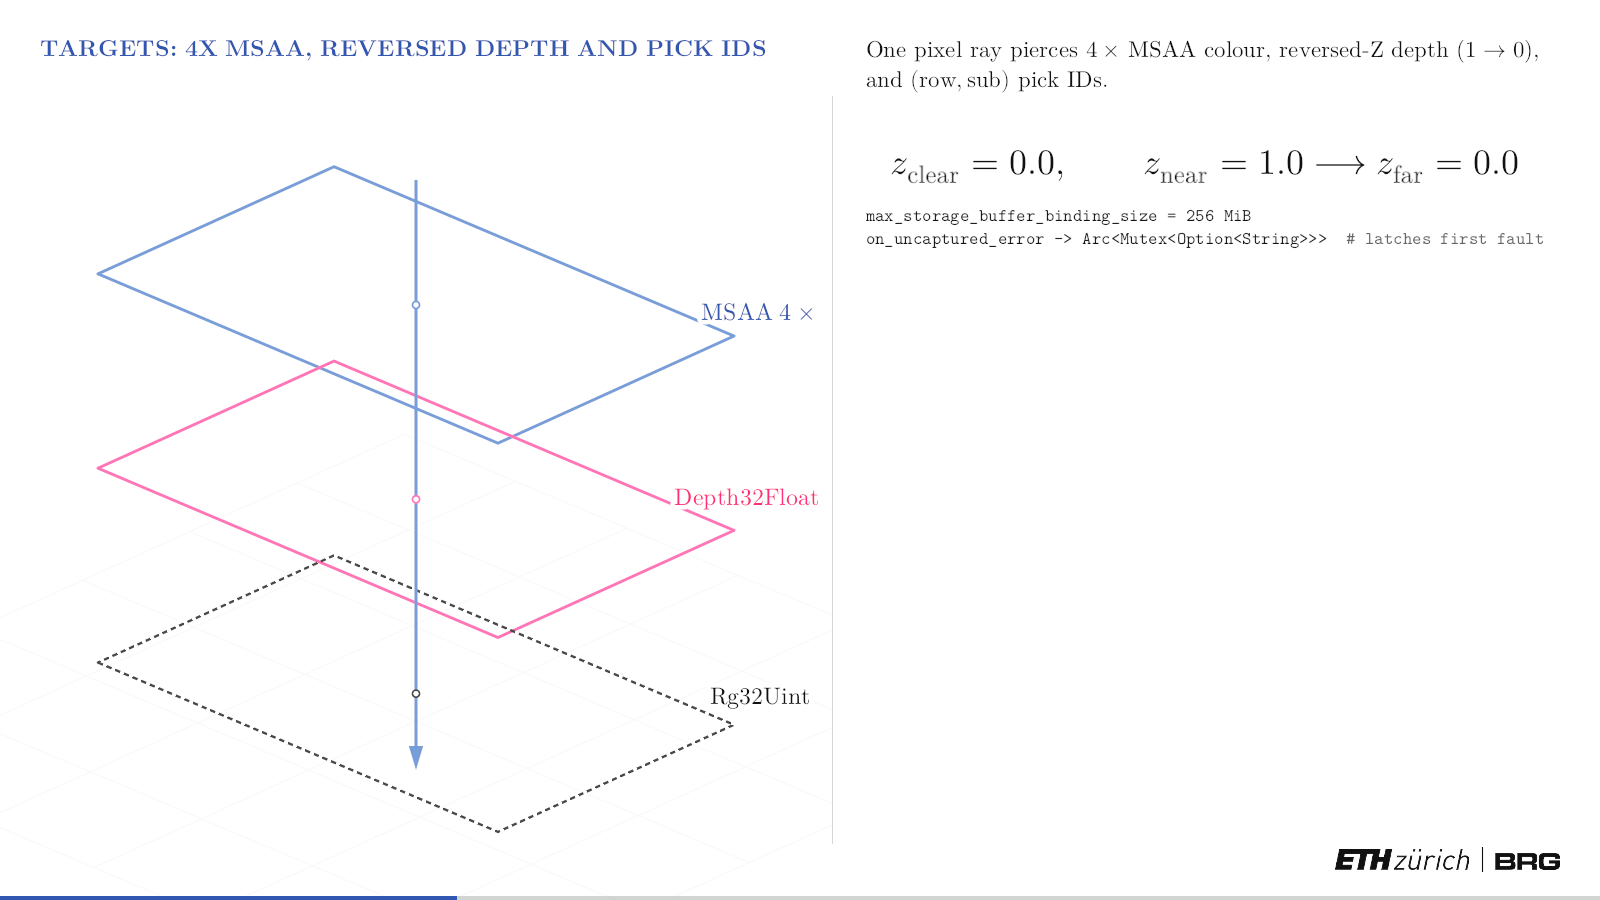 TARGETS: 4X MSAA, REVERSED DEPTH AND PICK IDS
MSAA 4 ×
Depth32Float
Rg32Uint
One pixel ray pierces 4 × MSAA colour, reversed-Z depth (1 → 0),
and (row, sub) pick IDs.
z_clear = 0.0, z_near = 1.0 ⟶ z_far = 0.0
max_storage_buffer_binding_size = 256 MiB
on_uncaptured_error -> Arc<Mutex<Option<String>>> # latches first fault
ETH zürich | BRG